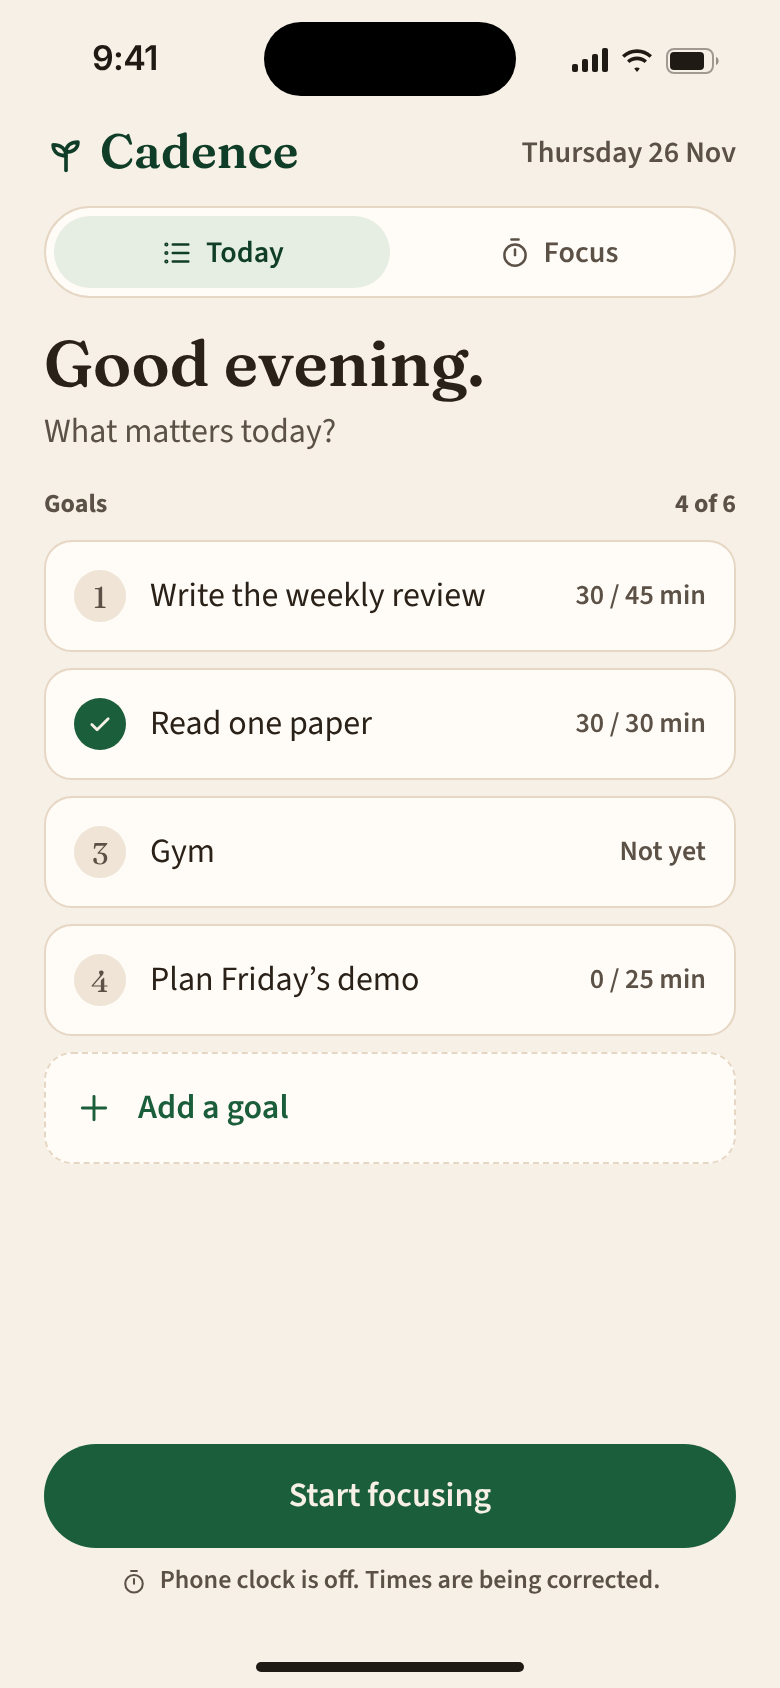 9:41
Cadence
Thursday 26 Nov
Today
Focus
Good evening.
What matters today?
Goals
4 of 6
1 Write the weekly review 30 / 45 min
Read one paper 30 / 30 min
3 Gym Not yet
4 Plan Friday’s demo 0 / 25 min
Add a goal
Start focusing
Phone clock is off. Times are being corrected.